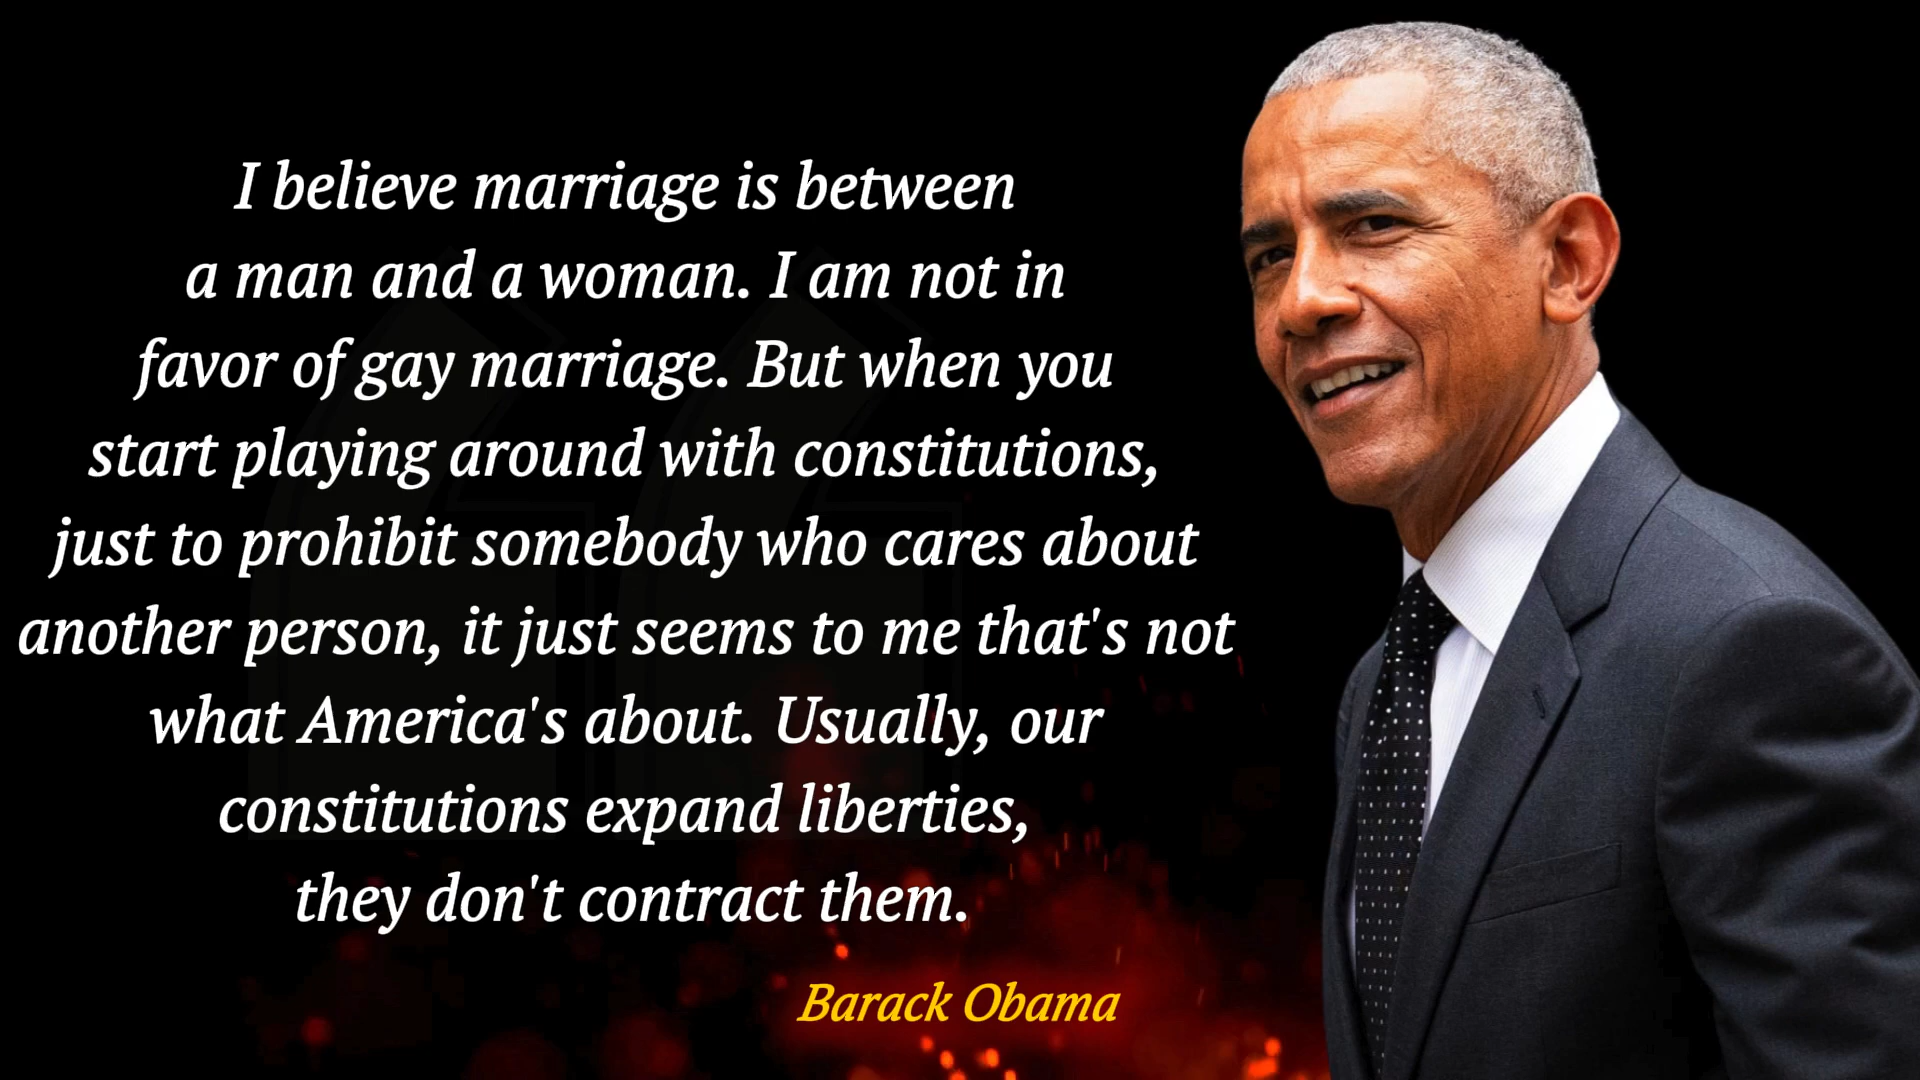 I believe marriage is between
a man and a woman. I am not in
favor of gay marriage. But when you
start playing around with constitutions,
just to prohibit somebody who cares about
another person, it just seems to me that's not
what America's about. Usually, our
constitutions expand liberties,
they don't contract them.
Barack Obama